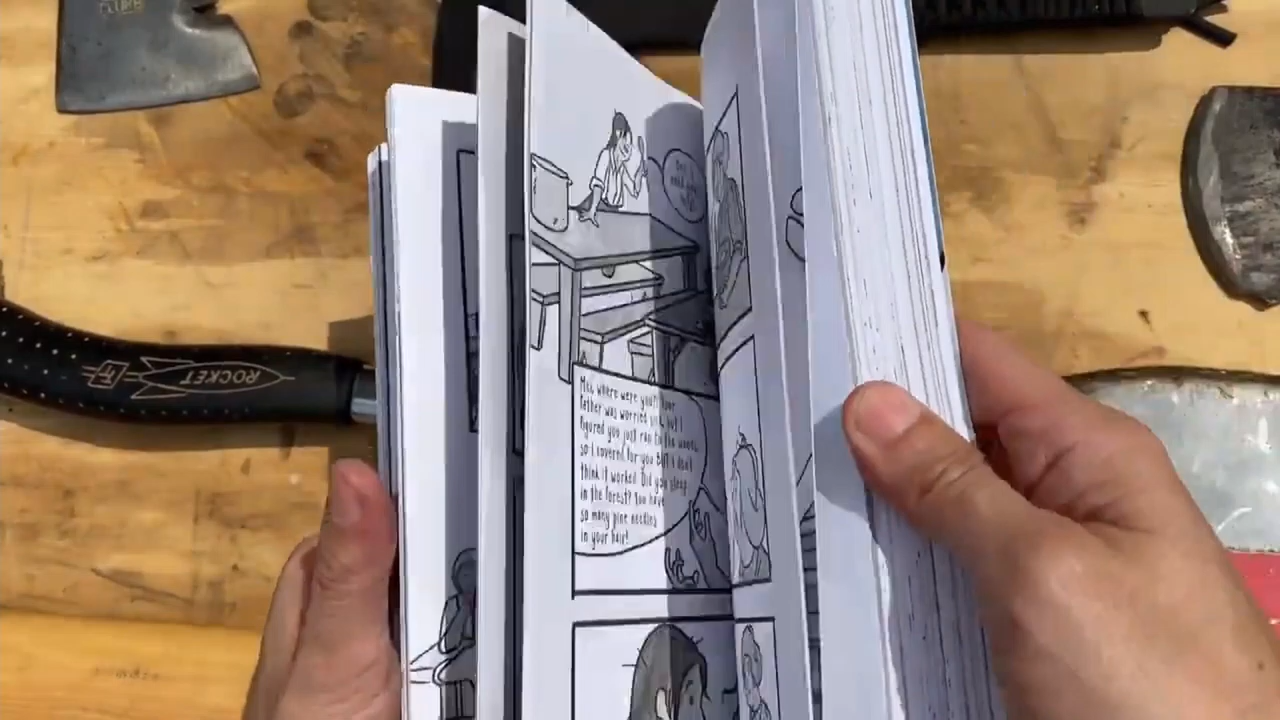 Mei, where were you? Your
father was worried sick, but I
figured you just ran to the woods,
so I covered for you but I don't
think it worked. Did you sleep
in the forest? You have
so many pine needles
in your hair!
ROCKET